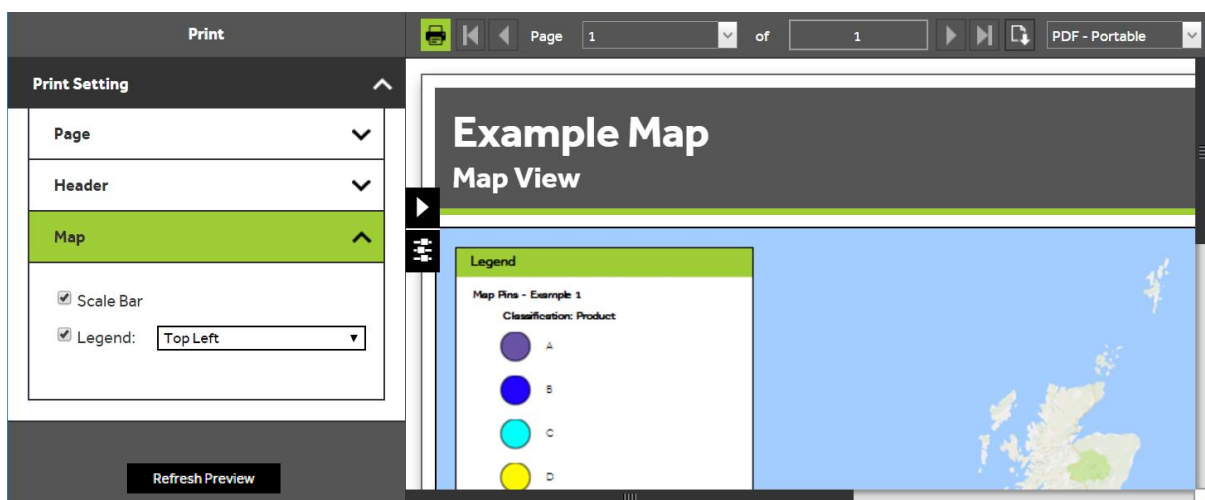 Print
Print Setting
Page
Header
Map
Scale Bar
Legend: Top Left
Refresh Preview
Page 1 of 1 PDF - Portable
Example Map
Map View
Legend
Map Pins - Example 1
Classification: Product
A
B
C
D